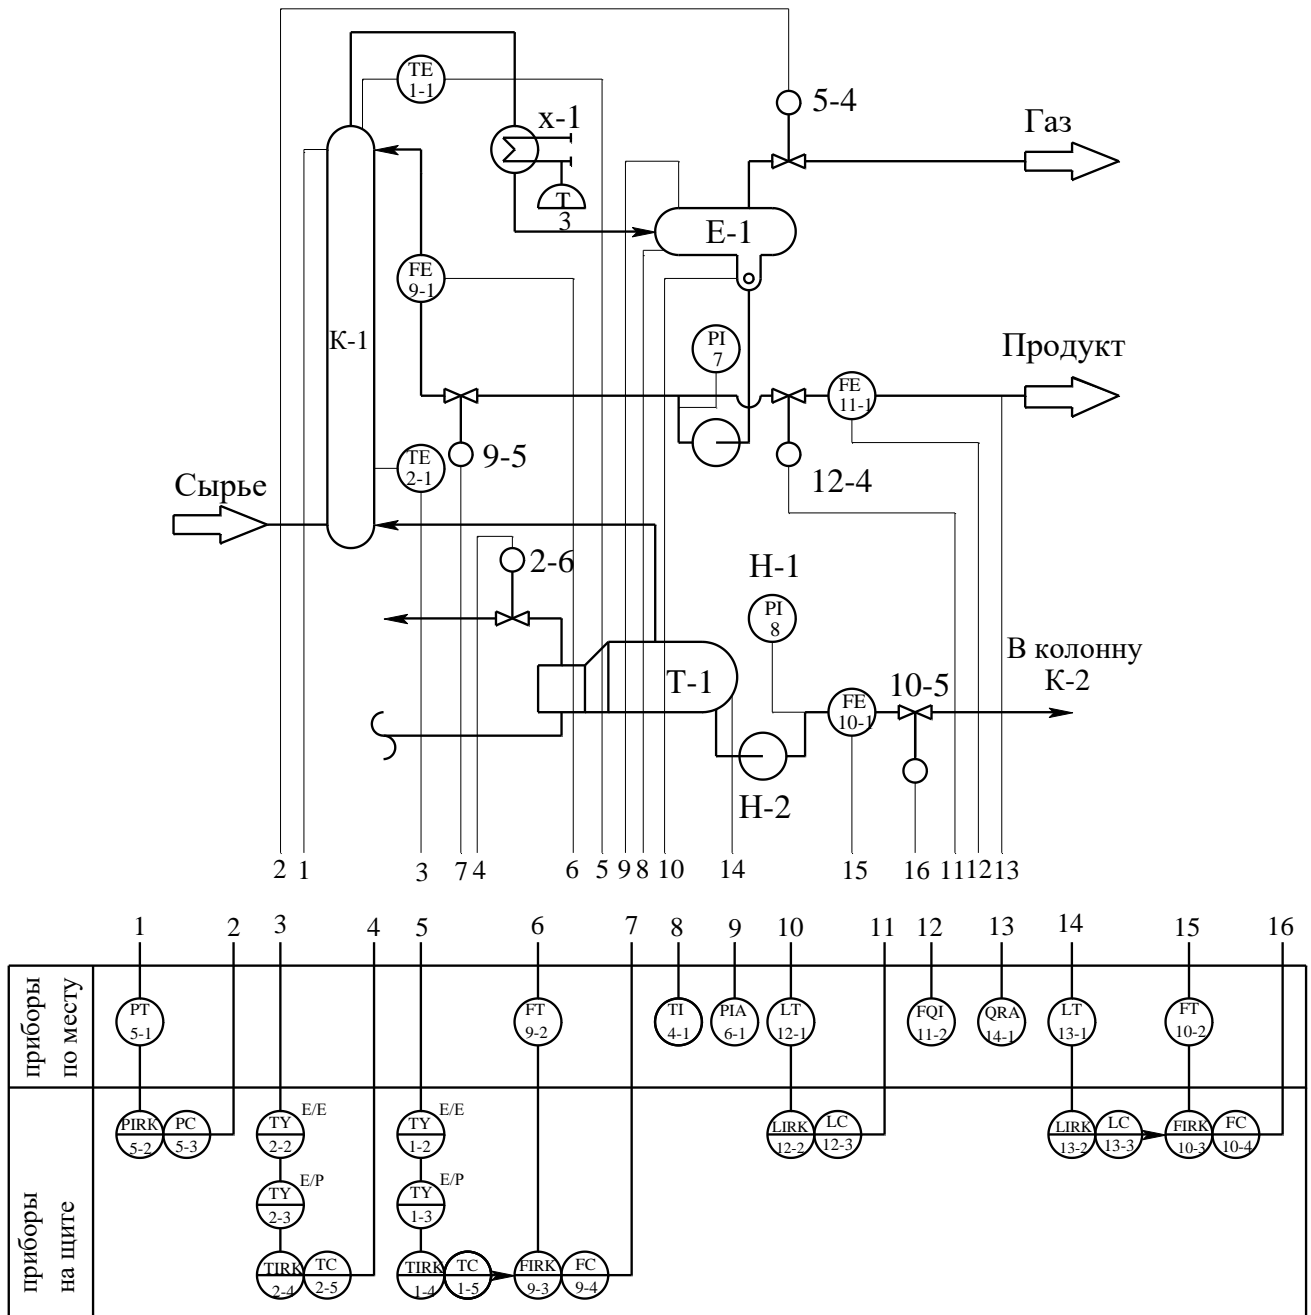 TE
1-1
х-1
5-4
Газ
Т
3
Е-1
FE
9-1
К-1
PI
7
Продукт
FE
11-1
TE
2-1
9-5
12-4
Сырье
2-6
Н-1
PI
8
В колонну
К-2
Т-1
10-5
FE
10-1
Н-2
2 1 3 7 4 6 5 9 8 10 14 15 16 11 12 13
1 2 3 4 5 6 7 8 9 10 11 12 13 14 15 16
приборы
по месту
PT
5-1
FT
9-2
TI
4-1
PIA
6-1
LT
12-1
FQI
11-2
QRA
14-1
LT
13-1
FT
10-2
приборы
на щите
PIRK
5-2
PC
5-3
TY
2-2
E/E
TY
1-2
E/E
LIRK
12-2
LC
12-3
LIRK
13-2
LC
13-3
FIRK
10-3
FC
10-4
TY
2-3
E/P
TY
1-3
E/P
TIRK
2-4
TC
2-5
TIRK
1-4
TC
1-5
FIRK
9-3
FC
9-4